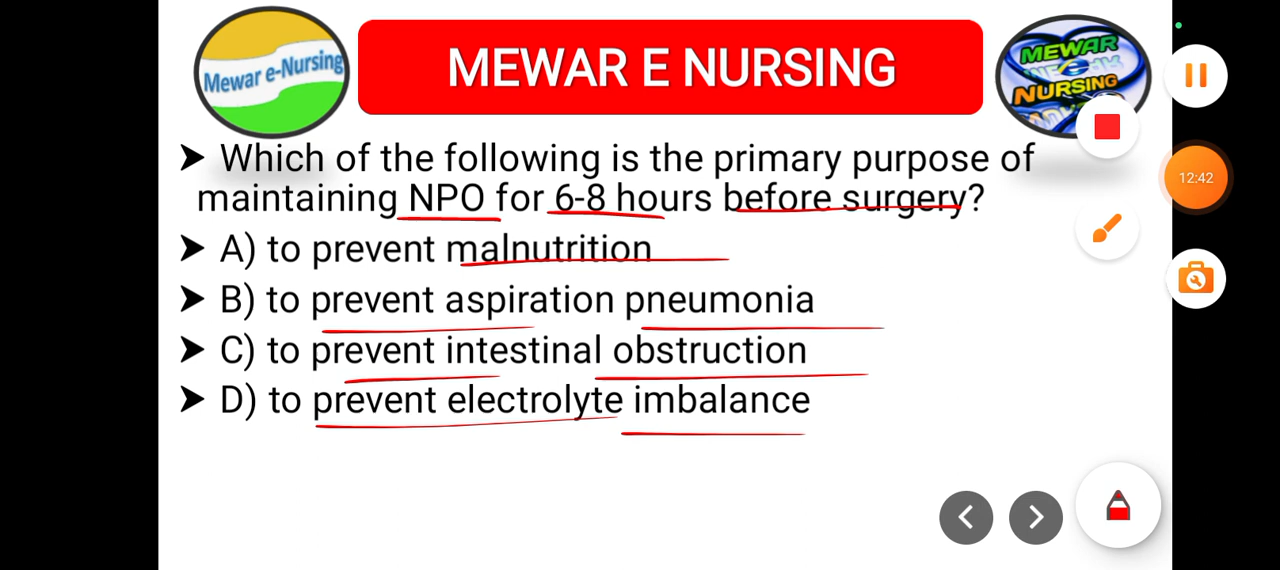 Mewar e-Nursing
MEWAR E NURSING
MEWAR
e
NURSING
➤ Which of the following is the primary purpose of
maintaining NPO for 6-8 hours before surgery?
➤ A) to prevent malnutrition
➤ B) to prevent aspiration pneumonia
➤ C) to prevent intestinal obstruction
➤ D) to prevent electrolyte imbalance
12:42